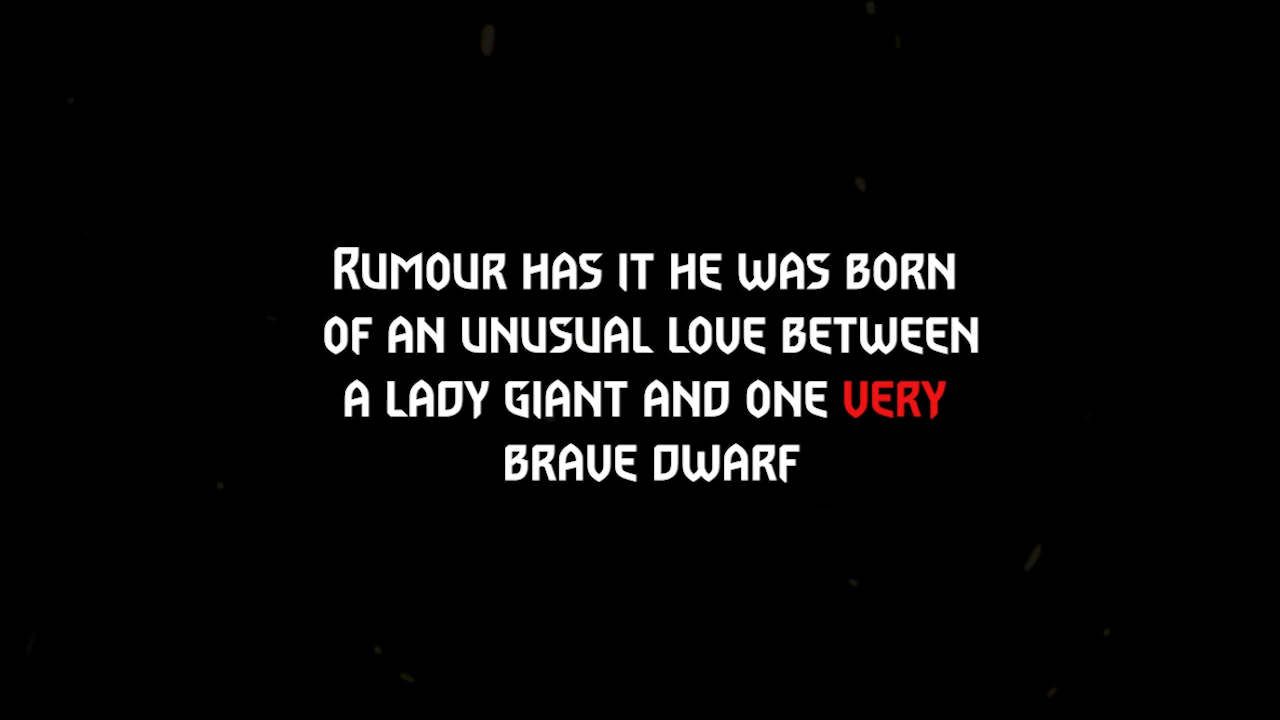 Rumour has it he was born
of an unusual love between
a lady giant and one very
brave dwarf